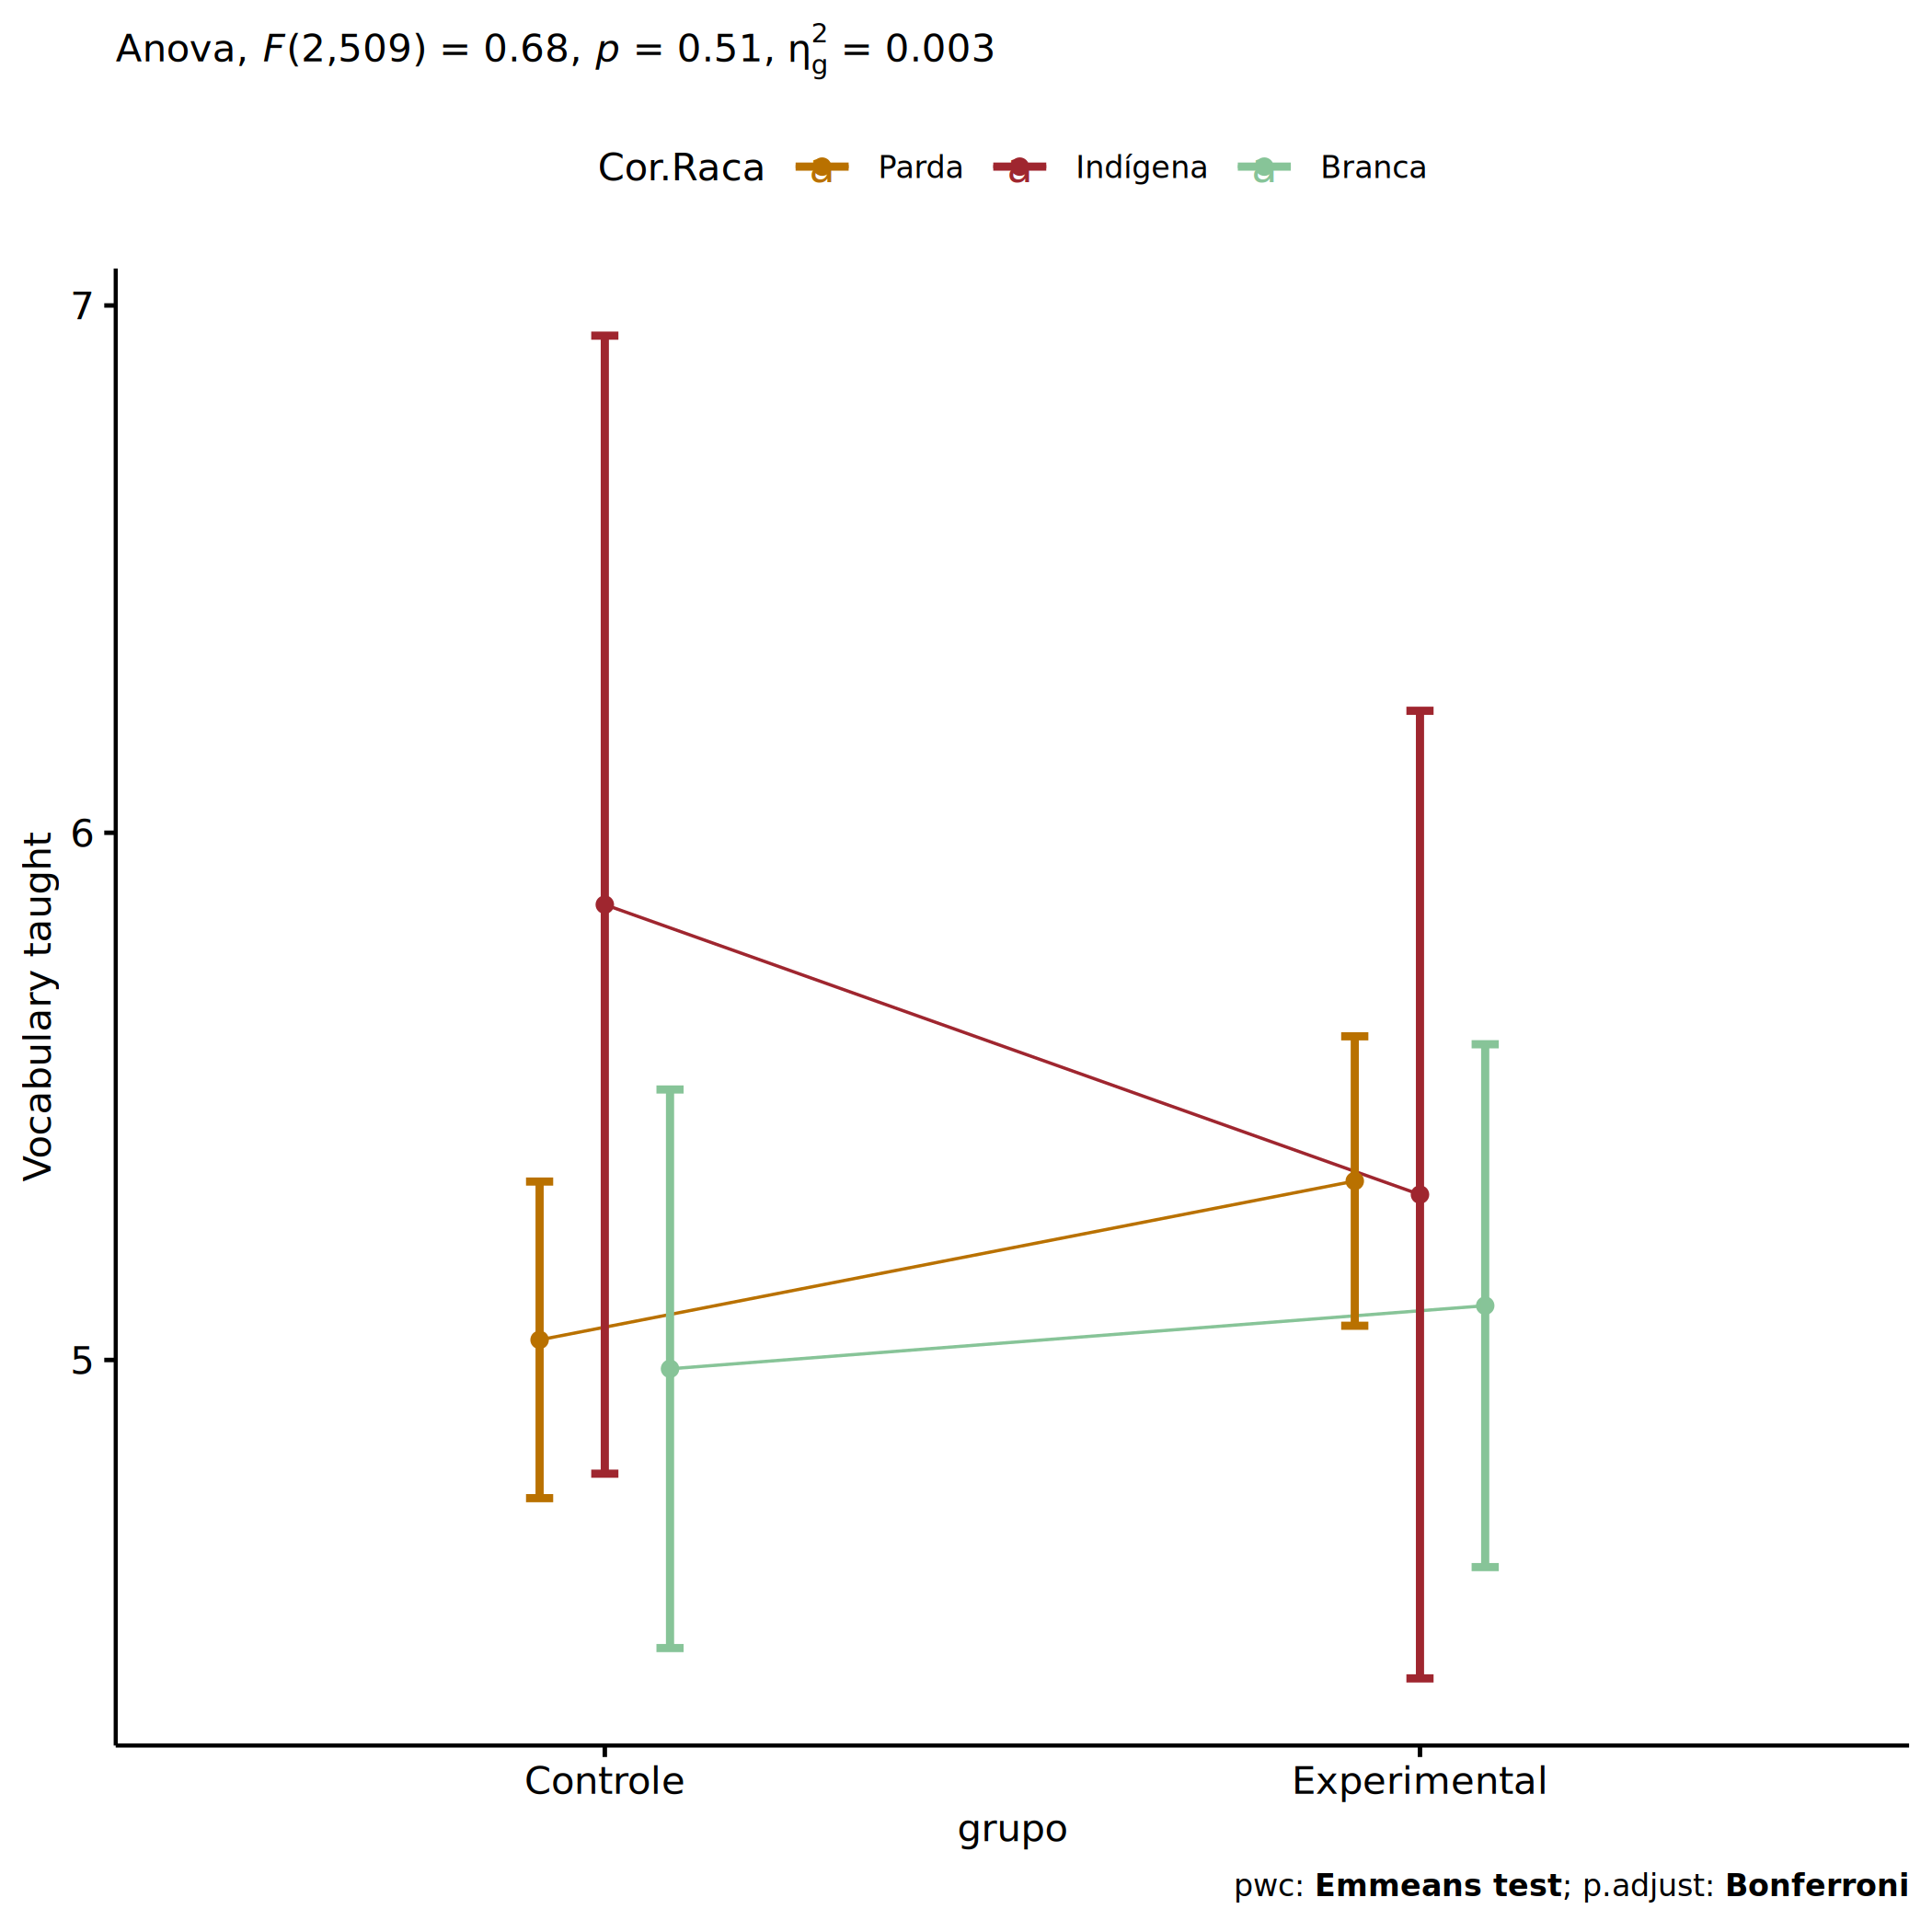 Anova, F(2,509) = 0.68, p = 0.51, η²g = 0.003
Cor.Raca a Parda a Indígena a Branca
7
6
5
Vocabulary taught
Controle Experimental
grupo
pwc: Emmeans test; p.adjust: Bonferroni